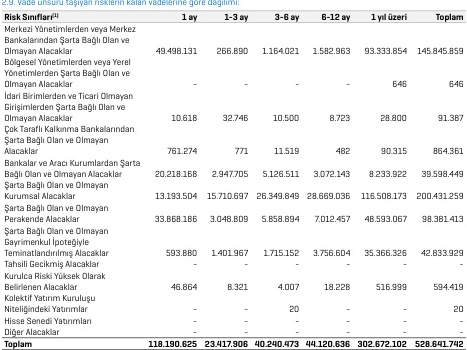 2.9. Vade unsuru taşıyan risklerin kalan vadelerine göre dağılımı:
Risk Sınıfları(1) 1 ay 1-3 ay 3-6 ay 6-12 ay 1 yıl üzeri Toplam
Merkezi Yönetimlerden veya Merkez
Bankalarından Şarta Bağlı Olan ve
Olmayan Alacaklar 49.498.131 266.890 1.164.021 1.582.963 93.333.854 145.845.859
Bölgesel Yönetimlerden veya Yerel
Yönetimlerden Şarta Bağlı Olan ve
Olmayan Alacaklar - - - - 646 646
İdari Birimlerden ve Ticari Olmayan
Girişimlerden Şarta Bağlı Olan ve
Olmayan Alacaklar 10.618 32.746 10.500 8.723 28.800 91.387
Çok Taraflı Kalkınma Bankalarından
Şarta Bağlı Olan ve Olmayan
Alacaklar 761.274 771 11.519 482 90.315 864.361
Bankalar ve Aracı Kurumlardan Şarta
Bağlı Olan ve Olmayan Alacaklar 20.218.168 2.947.705 5.126.511 3.072.143 8.233.922 39.598.449
Şarta Bağlı Olan ve Olmayan
Kurumsal Alacaklar 13.193.504 15.710.697 26.349.849 28.669.036 116.508.173 200.431.259
Şarta Bağlı Olan ve Olmayan
Perakende Alacaklar 33.868.186 3.048.809 5.858.894 7.012.457 48.593.067 98.381.413
Şarta Bağlı Olan ve Olmayan
Gayrimenkul İpoteğiyle
Teminatlandırılmış Alacaklar 593.880 1.401.967 1.715.152 3.756.604 35.366.326 42.833.929
Tahsili Gecikmiş Alacaklar - - - - - -
Kurulca Riski Yüksek Olarak
Belirlenen Alacaklar 46.864 8.321 4.007 18.228 516.999 594.419
Kolektif Yatırım Kuruluşu
Niteliğindeki Yatırımlar - - 20 - - 20
Hisse Senedi Yatırımları - - - - - -
Diğer Alacaklar - - - - - -
Toplam 118.190.625 23.417.906 40.240.473 44.120.636 302.672.102 528.641.742